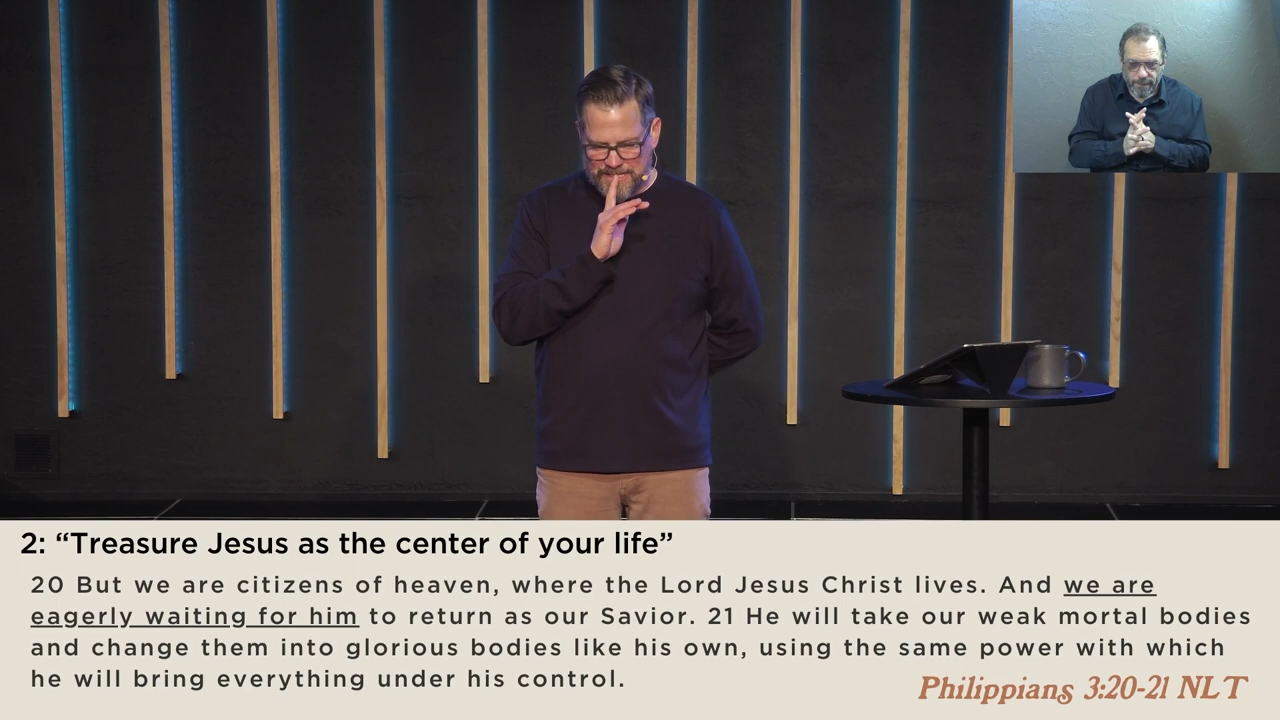 2: “Treasure Jesus as the center of your life”
20 But we are citizens of heaven, where the Lord Jesus Christ lives. And we are
eagerly waiting for him to return as our Savior. 21 He will take our weak mortal bodies
and change them into glorious bodies like his own, using the same power with which
he will bring everything under his control.
Philippians 3:20-21 NLT